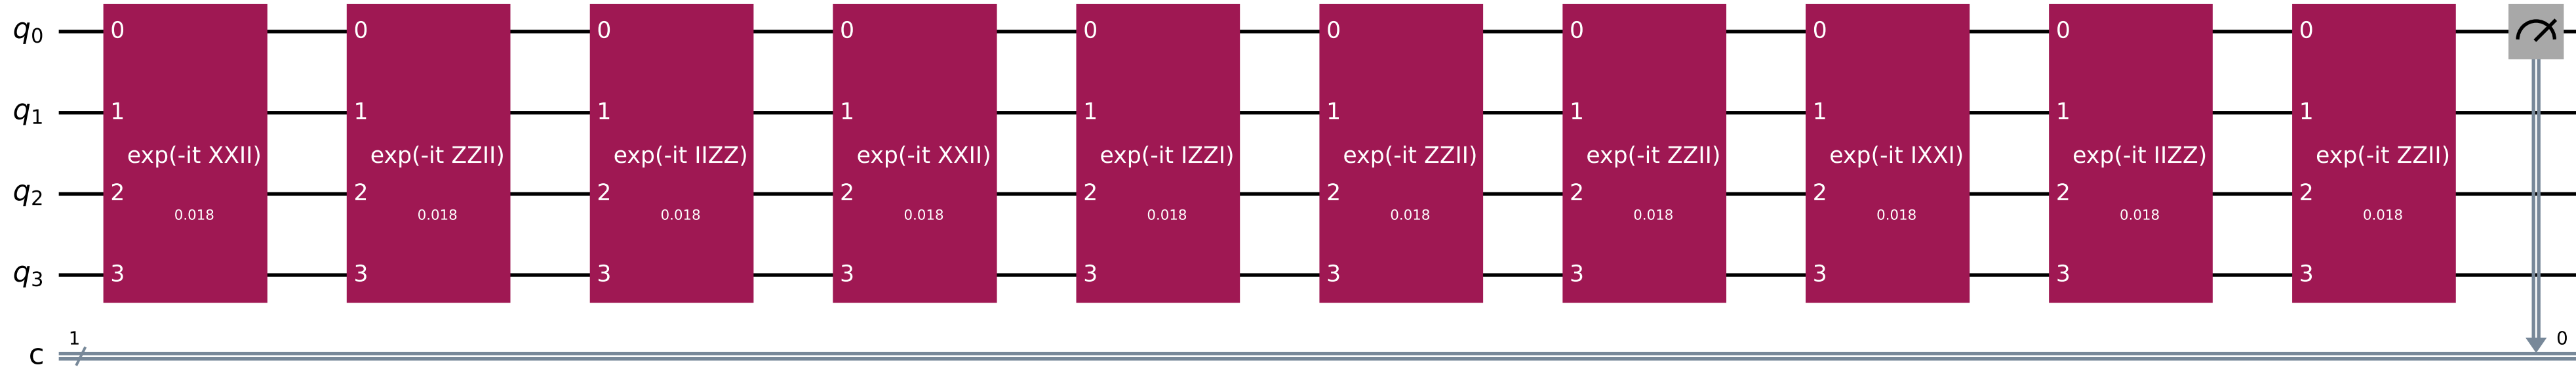 q0 0 0 0 0 0 0 0 0 0 0
q1 1 1 1 1 1 1 1 1 1 1
exp(-it XXII) exp(-it ZZII) exp(-it IIZZ) exp(-it XXII) exp(-it IZZI) exp(-it ZZII) exp(-it ZZII) exp(-it IXXI) exp(-it IIZZ) exp(-it ZZII)
q2 2 2 2 2 2 2 2 2 2 2
0.018 0.018 0.018 0.018 0.018 0.018 0.018 0.018 0.018 0.018
q3 3 3 3 3 3 3 3 3 3 3
1 0
c